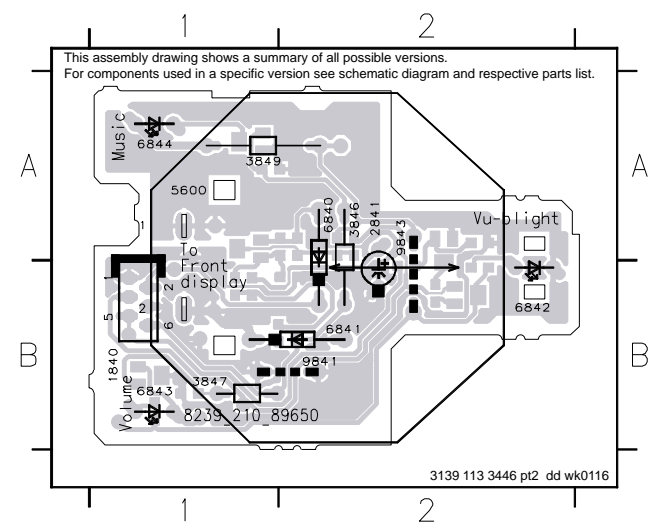 1 2
This assembly drawing shows a summary of all possible versions.
For components used in a specific version see schematic diagram and respective parts list.
A A
Music
6844
3849
5600
6840
3846
2841
9843
Vu-blight
1
To
Front
display
1 2
2
5 6
6842
B B
1840
6841
9841
3847
6843
Volume
8239_210_89650
3139 113 3446 pt2 dd wk0116
1 2